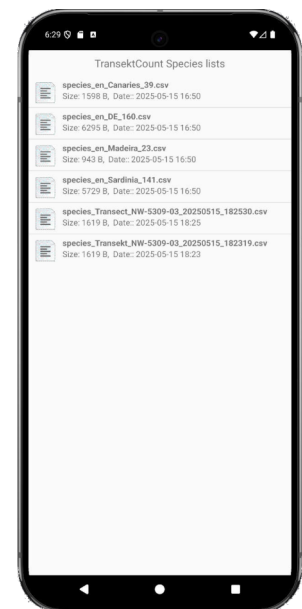 6:29
TransektCount Species lists
species_en_Canaries_39.csv
Size: 1598 B, Date:: 2025-05-15 16:50
species_en_DE_160.csv
Size: 6295 B, Date:: 2025-05-15 16:50
species_en_Madeira_23.csv
Size: 943 B, Date:: 2025-05-15 16:50
species_en_Sardinia_141.csv
Size: 5729 B, Date:: 2025-05-15 16:50
species_Transect_NW-5309-03_20250515_182530.csv
Size: 1619 B, Date:: 2025-05-15 18:25
species_Transekt_NW-5309-03_20250515_182319.csv
Size: 1619 B, Date:: 2025-05-15 18:23